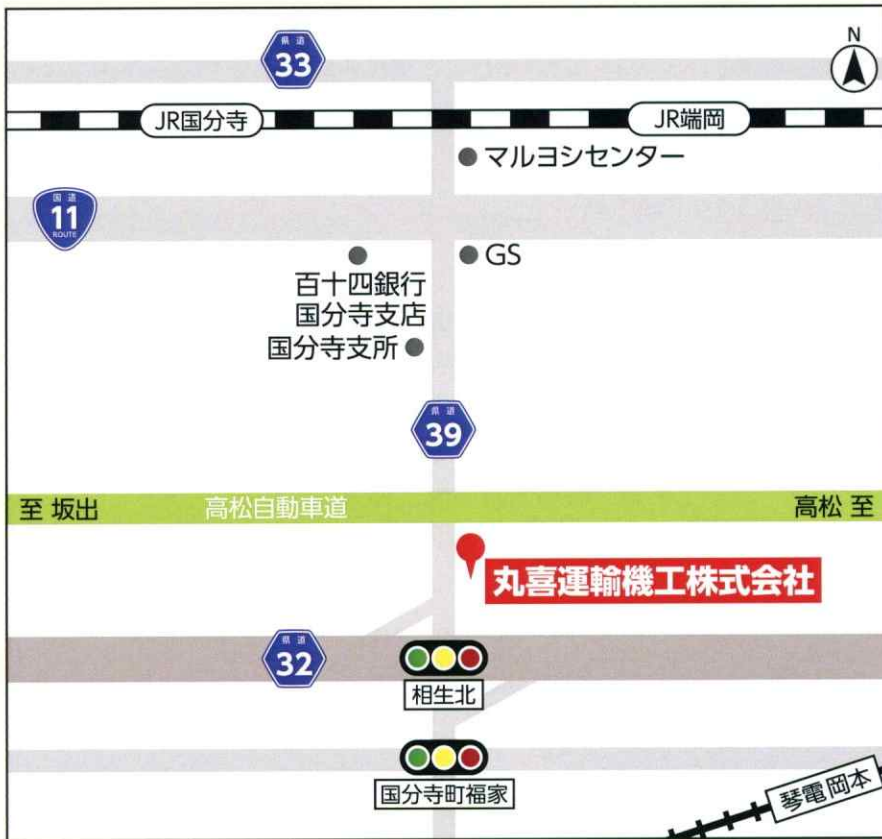 N
県道
33
JR国分寺
JR端岡
マルヨシセンター
国道
11
ROUTE
GS
百十四銀行
国分寺支店
国分寺支所
県道
39
至 坂出
高松自動車道
高松 至
丸喜運輸機工株式会社
県道
32
相生北
国分寺町福家
琴電岡本